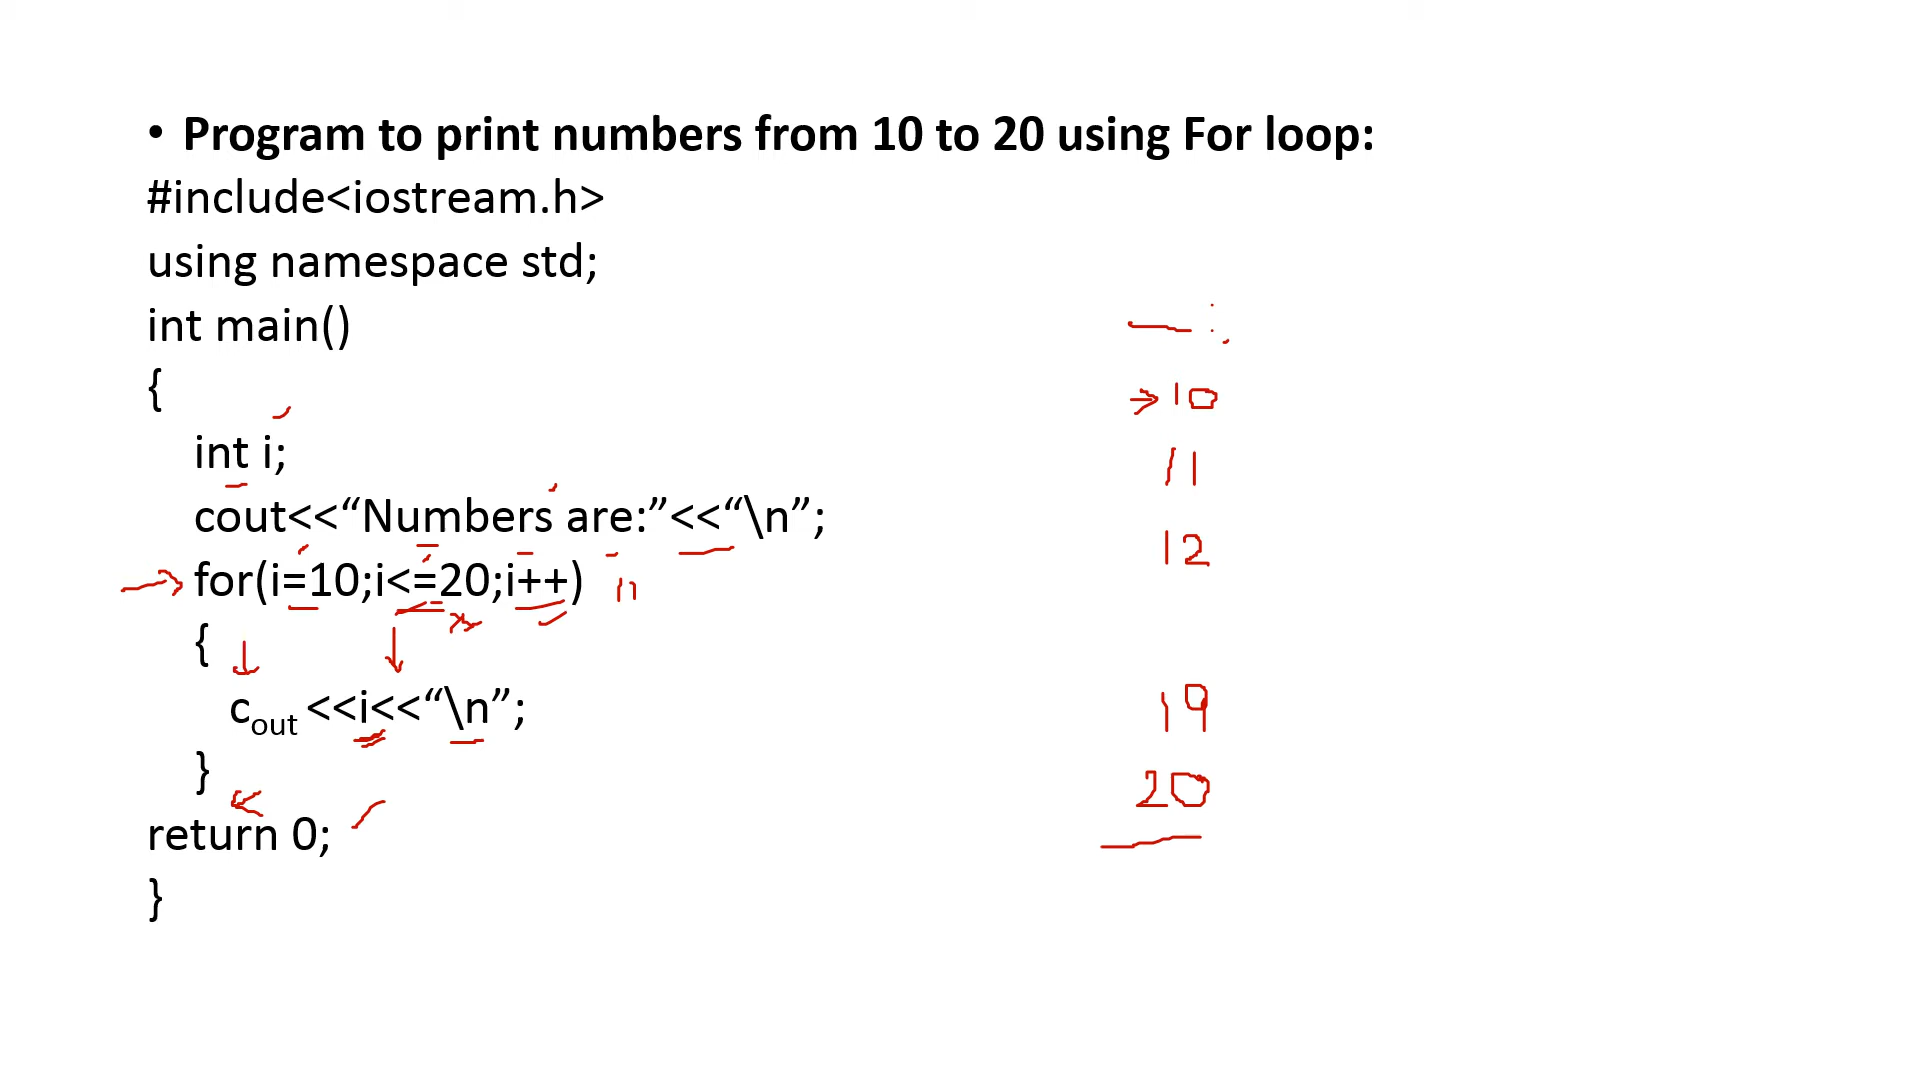 • Program to print numbers from 10 to 20 using For loop:
#include<iostream.h>
using namespace std;
int main()
{
int i;
cout<<“Numbers are:”<<“\n”;
for(i=10;i<=20;i++)
{
cout <<i<<“\n”;
}
return 0;
}
10
11
12
19
20